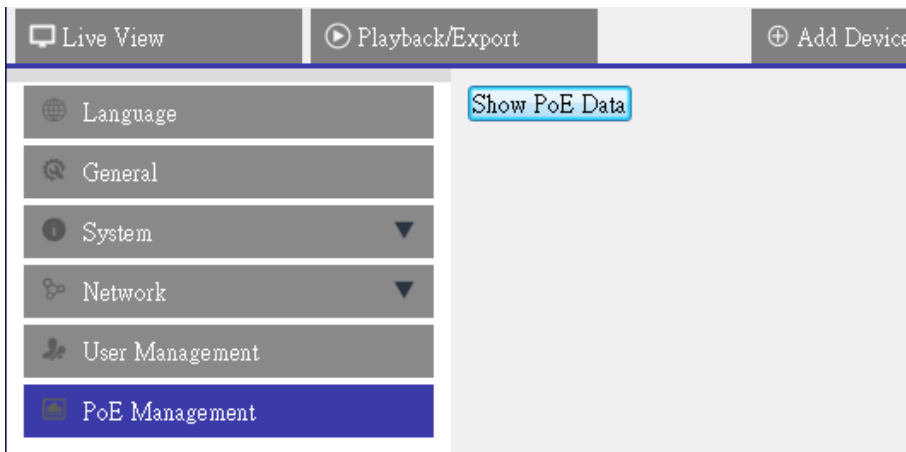 Live View
Playback/Export
Add Device
Language
General
System
Network
User Management
PoE Management
Show PoE Data